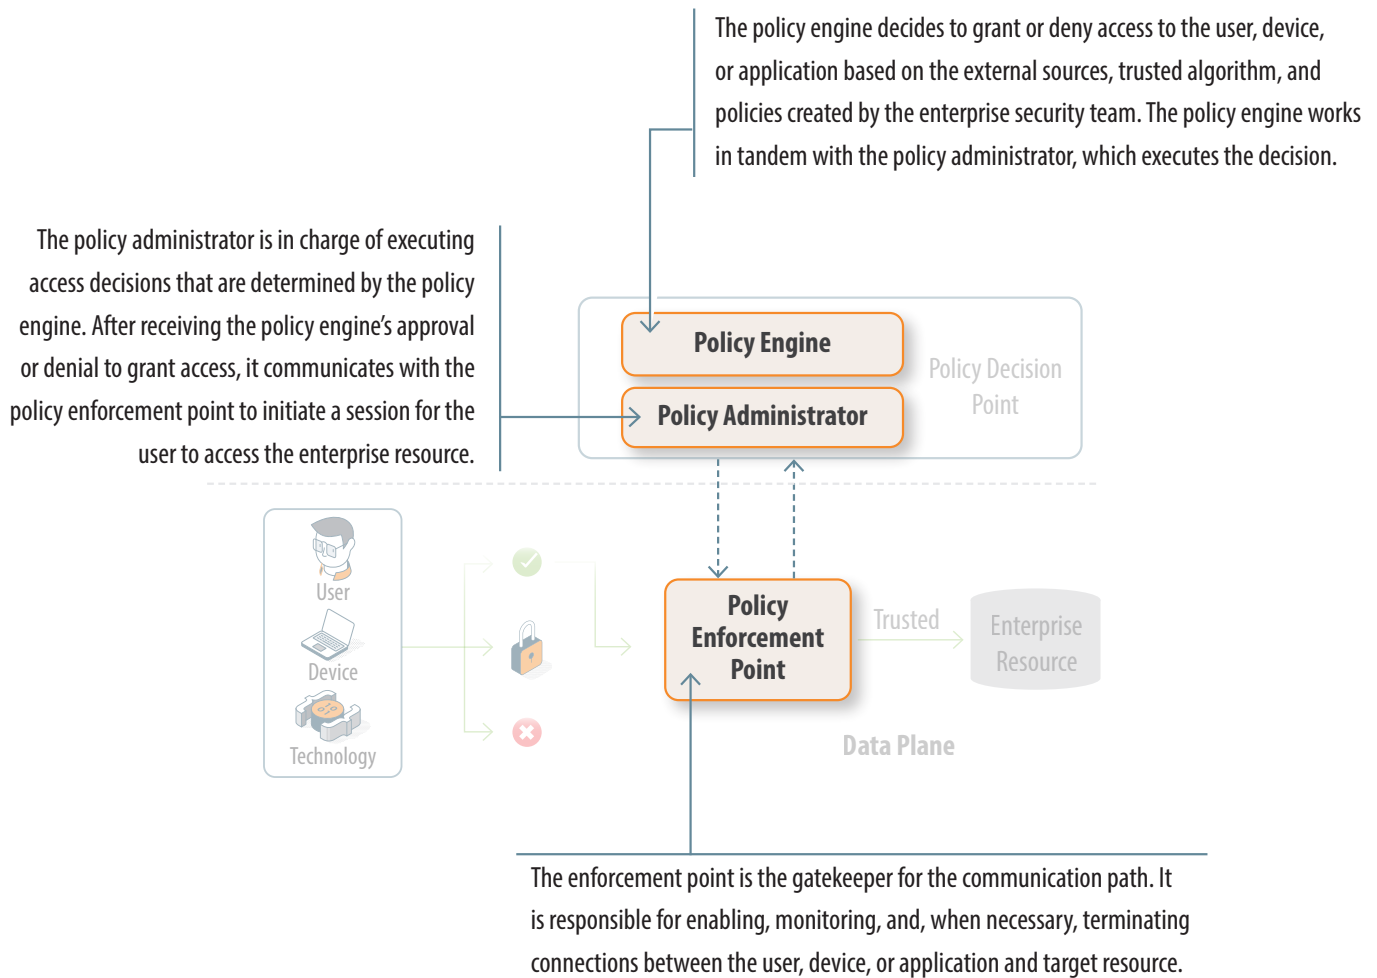 The policy engine decides to grant or deny access to the user, device,
or application based on the external sources, trusted algorithm, and
policies created by the enterprise security team. The policy engine works
in tandem with the policy administrator, which executes the decision.
The policy administrator is in charge of executing
access decisions that are determined by the policy
engine. After receiving the policy engine’s approval
or denial to grant access, it communicates with the
policy enforcement point to initiate a session for the
user to access the enterprise resource.
Policy Engine
Policy Administrator
Policy Decision
Point
User
Device
Technology
Policy
Enforcement
Point
Trusted
Enterprise
Resource
Data Plane
The enforcement point is the gatekeeper for the communication path. It
is responsible for enabling, monitoring, and, when necessary, terminating
connections between the user, device, or application and target resource.